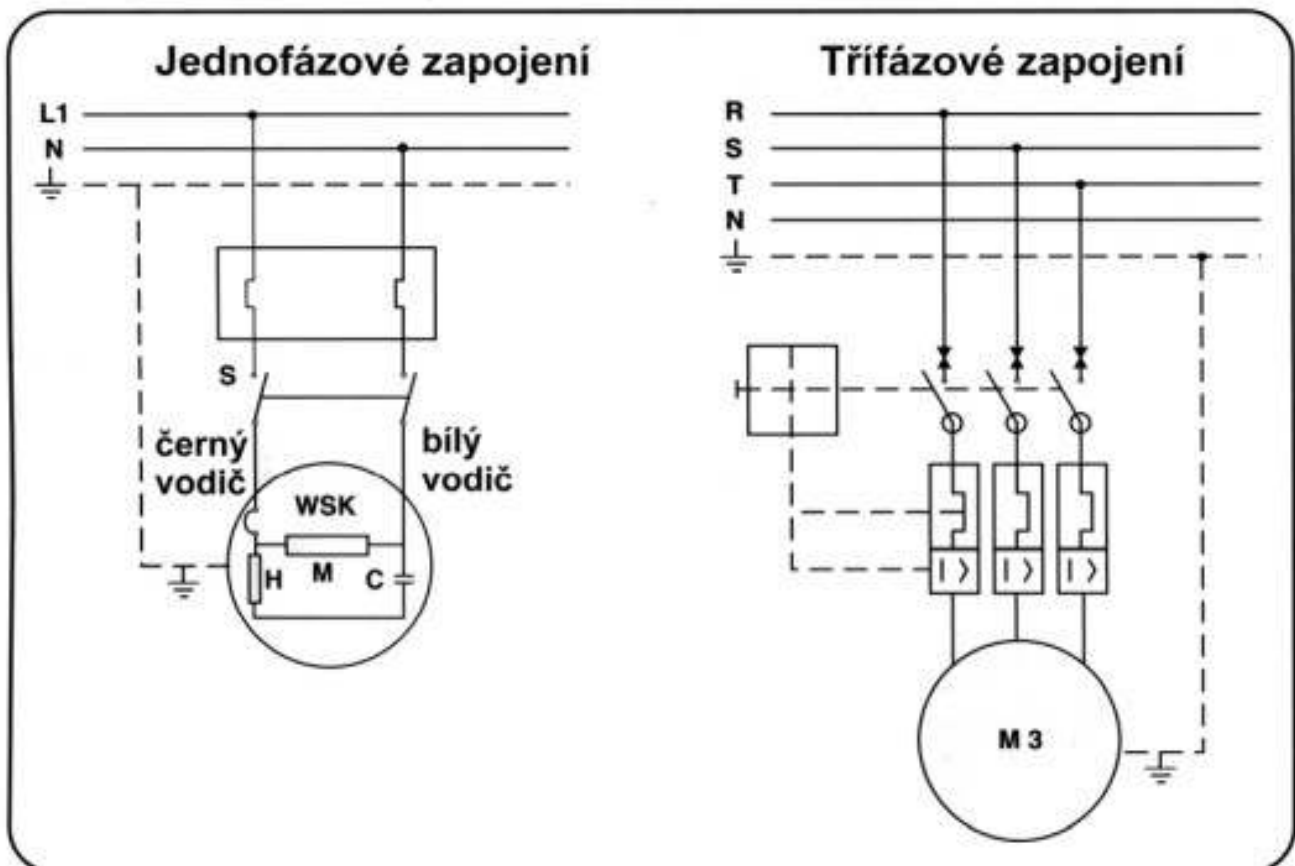 Jednofázové zapojení
L1
N
S
černý
vodič
bílý
vodič
WSK
H
M
C
Třífázové zapojení
R
S
T
N
I >
I >
I >
M 3